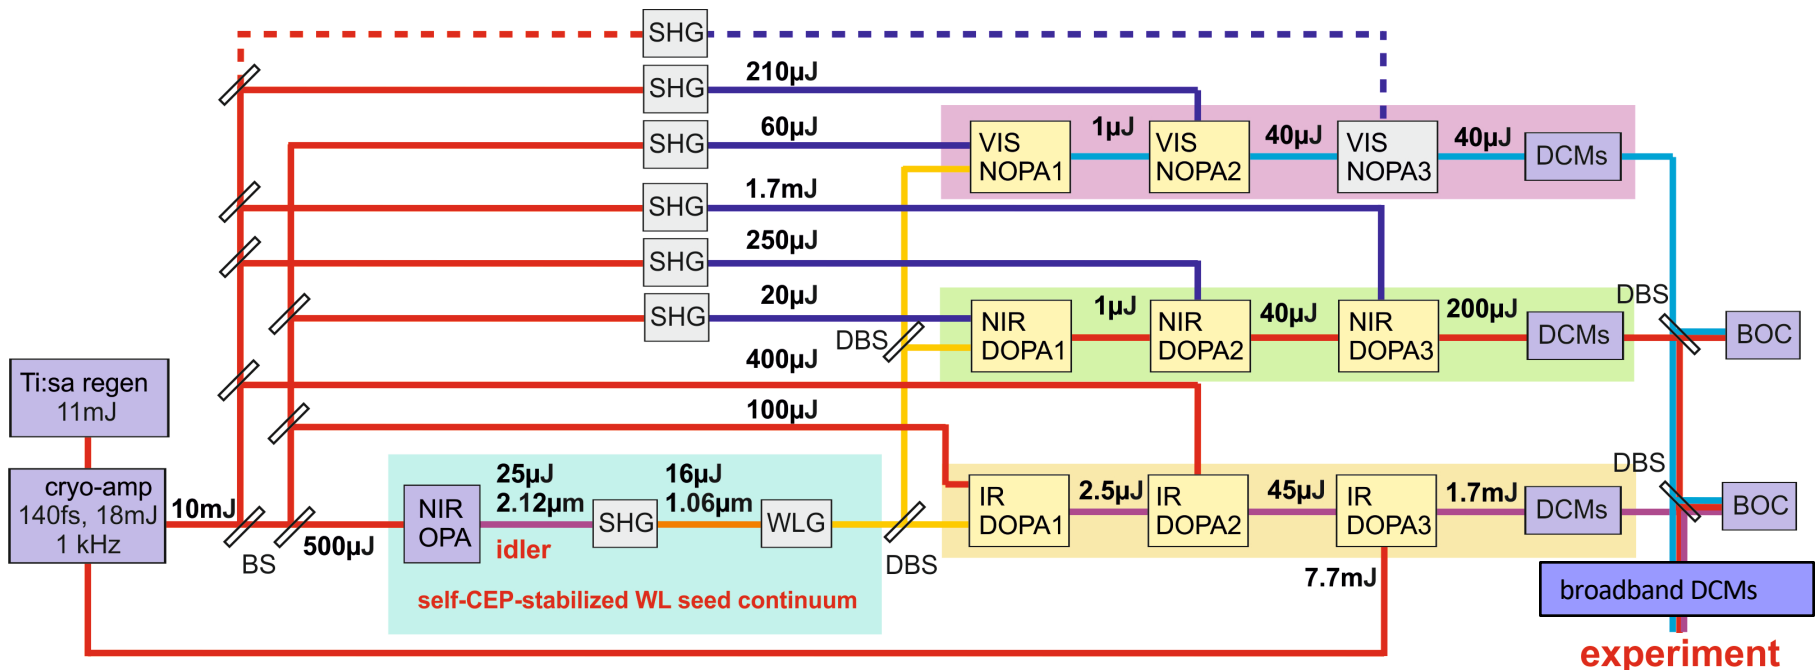 SHG
210µJ
SHG
60µJ
SHG
1.7mJ
SHG
250µJ
SHG
20µJ
SHG
400µJ
100µJ
VIS
NOPA1
1µJ
VIS
NOPA2
40µJ
VIS
NOPA3
40µJ
DCMs
DBS
NIR
DOPA1
1µJ
NIR
DOPA2
40µJ
NIR
DOPA3
200µJ
DCMs
DBS
BOC
Ti:sa regen
11mJ
cryo-amp
140fs, 18mJ
1 kHz
10mJ
BS
500µJ
NIR
OPA
25µJ
2.12µm
idler
SHG
16µJ
1.06µm
WLG
self-CEP-stabilized WL seed continuum
DBS
IR
DOPA1
2.5µJ
IR
DOPA2
45µJ
IR
DOPA3
1.7mJ
DCMs
DBS
BOC
7.7mJ
broadband DCMs
experiment